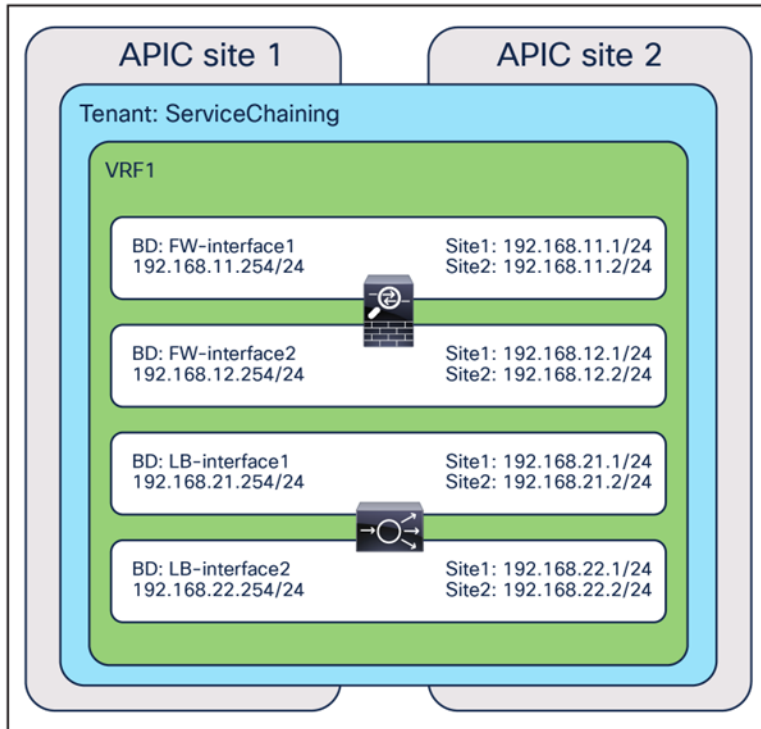 APIC site 1
APIC site 2
Tenant: ServiceChaining
VRF1
BD: FW-interface1
192.168.11.254/24
Site1: 192.168.11.1/24
Site2: 192.168.11.2/24
BD: FW-interface2
192.168.12.254/24
Site1: 192.168.12.1/24
Site2: 192.168.12.2/24
BD: LB-interface1
192.168.21.254/24
Site1: 192.168.21.1/24
Site2: 192.168.21.2/24
BD: LB-interface2
192.168.22.254/24
Site1: 192.168.22.1/24
Site2: 192.168.22.2/24